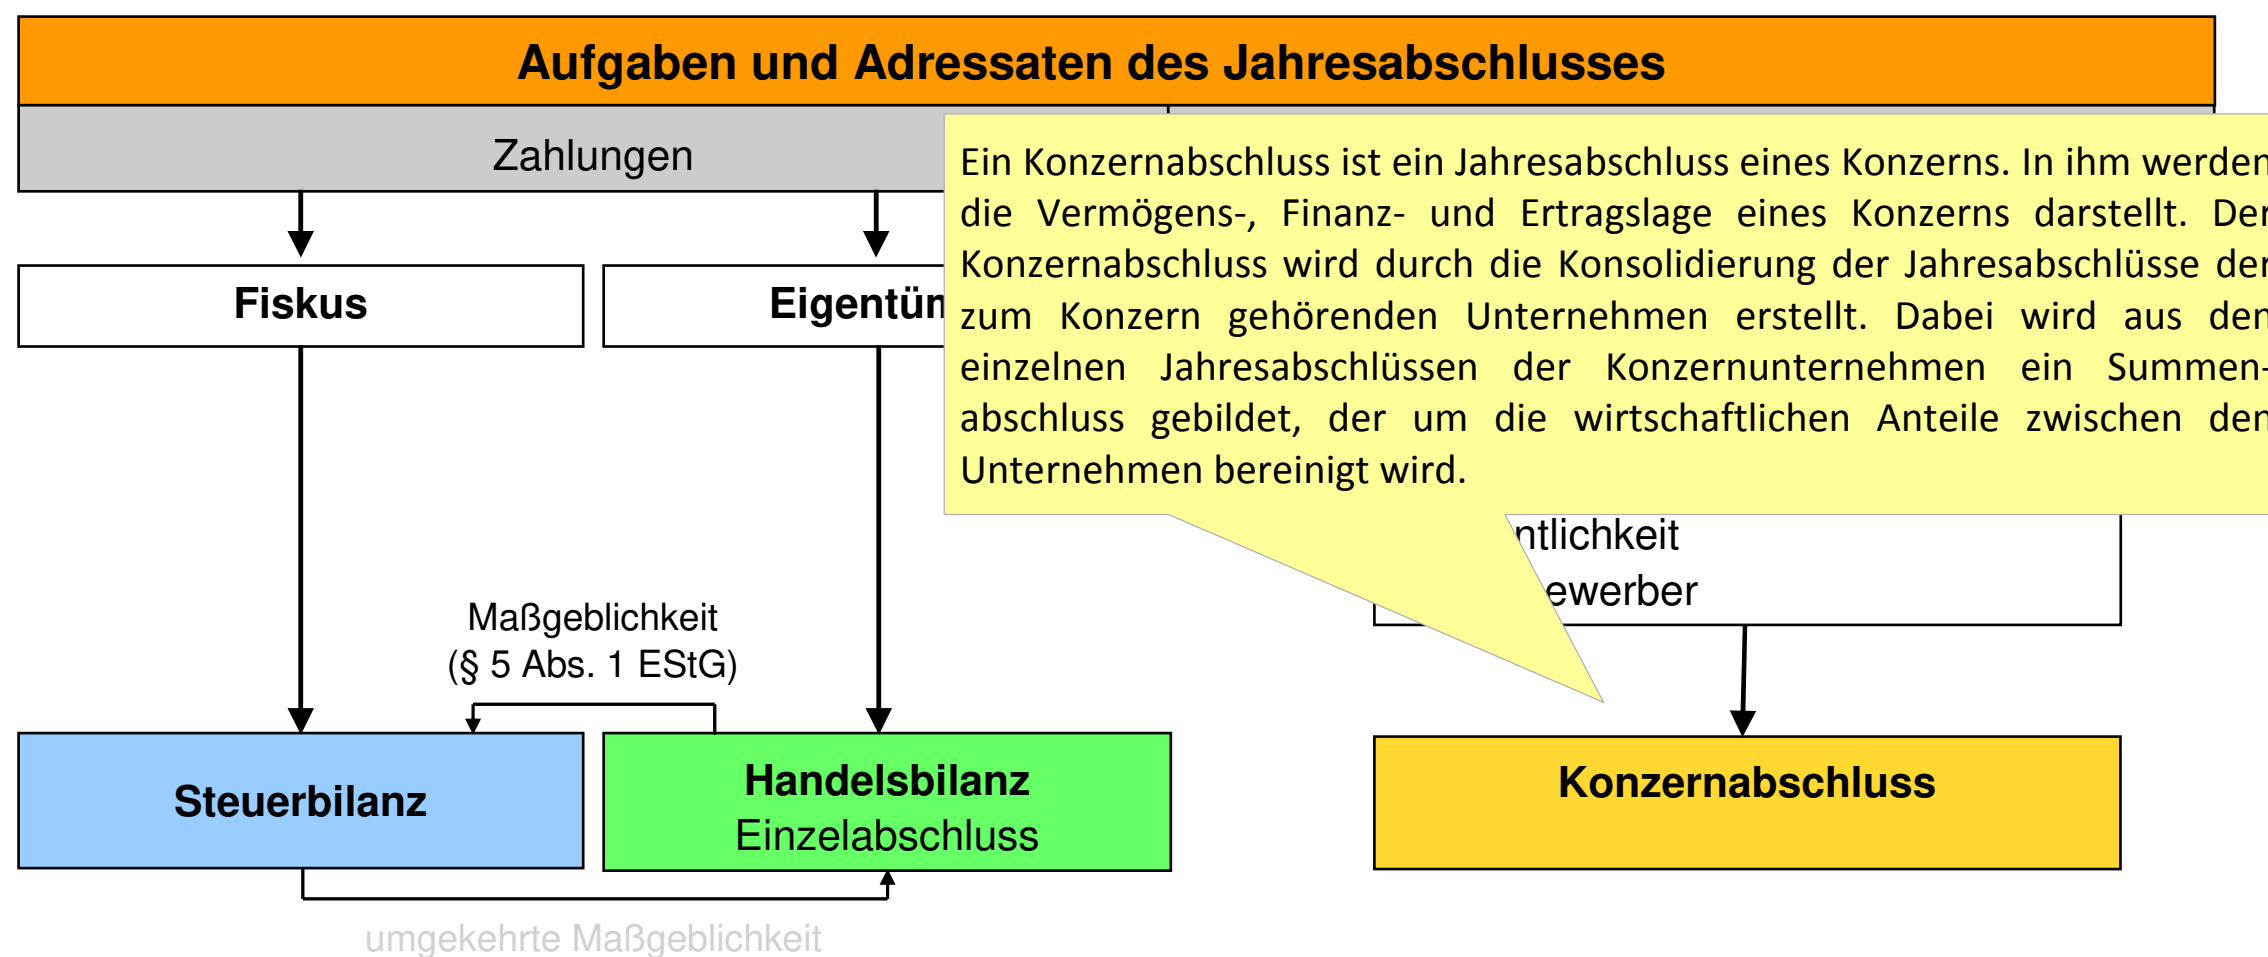 Aufgaben und Adressaten des Jahresabschlusses
Zahlungen
Ein Konzernabschluss ist ein Jahresabschluss eines Konzerns. In ihm werden
die Vermögens-, Finanz- und Ertragslage eines Konzerns darstellt. Der
Konzernabschluss wird durch die Konsolidierung der Jahresabschlüsse der
zum Konzern gehörenden Unternehmen erstellt. Dabei wird aus den
einzelnen Jahresabschlüssen der Konzernunternehmen ein Summen-
abschluss gebildet, der um die wirtschaftlichen Anteile zwischen den
Unternehmen bereinigt wird.
Fiskus
ntlichkeit
ewerber
Maßgeblichkeit
(§ 5 Abs. 1 EStG)
Steuerbilanz
Handelsbilanz
Einzelabschluss
Konzernabschluss
umgekehrte Maßgeblichkeit